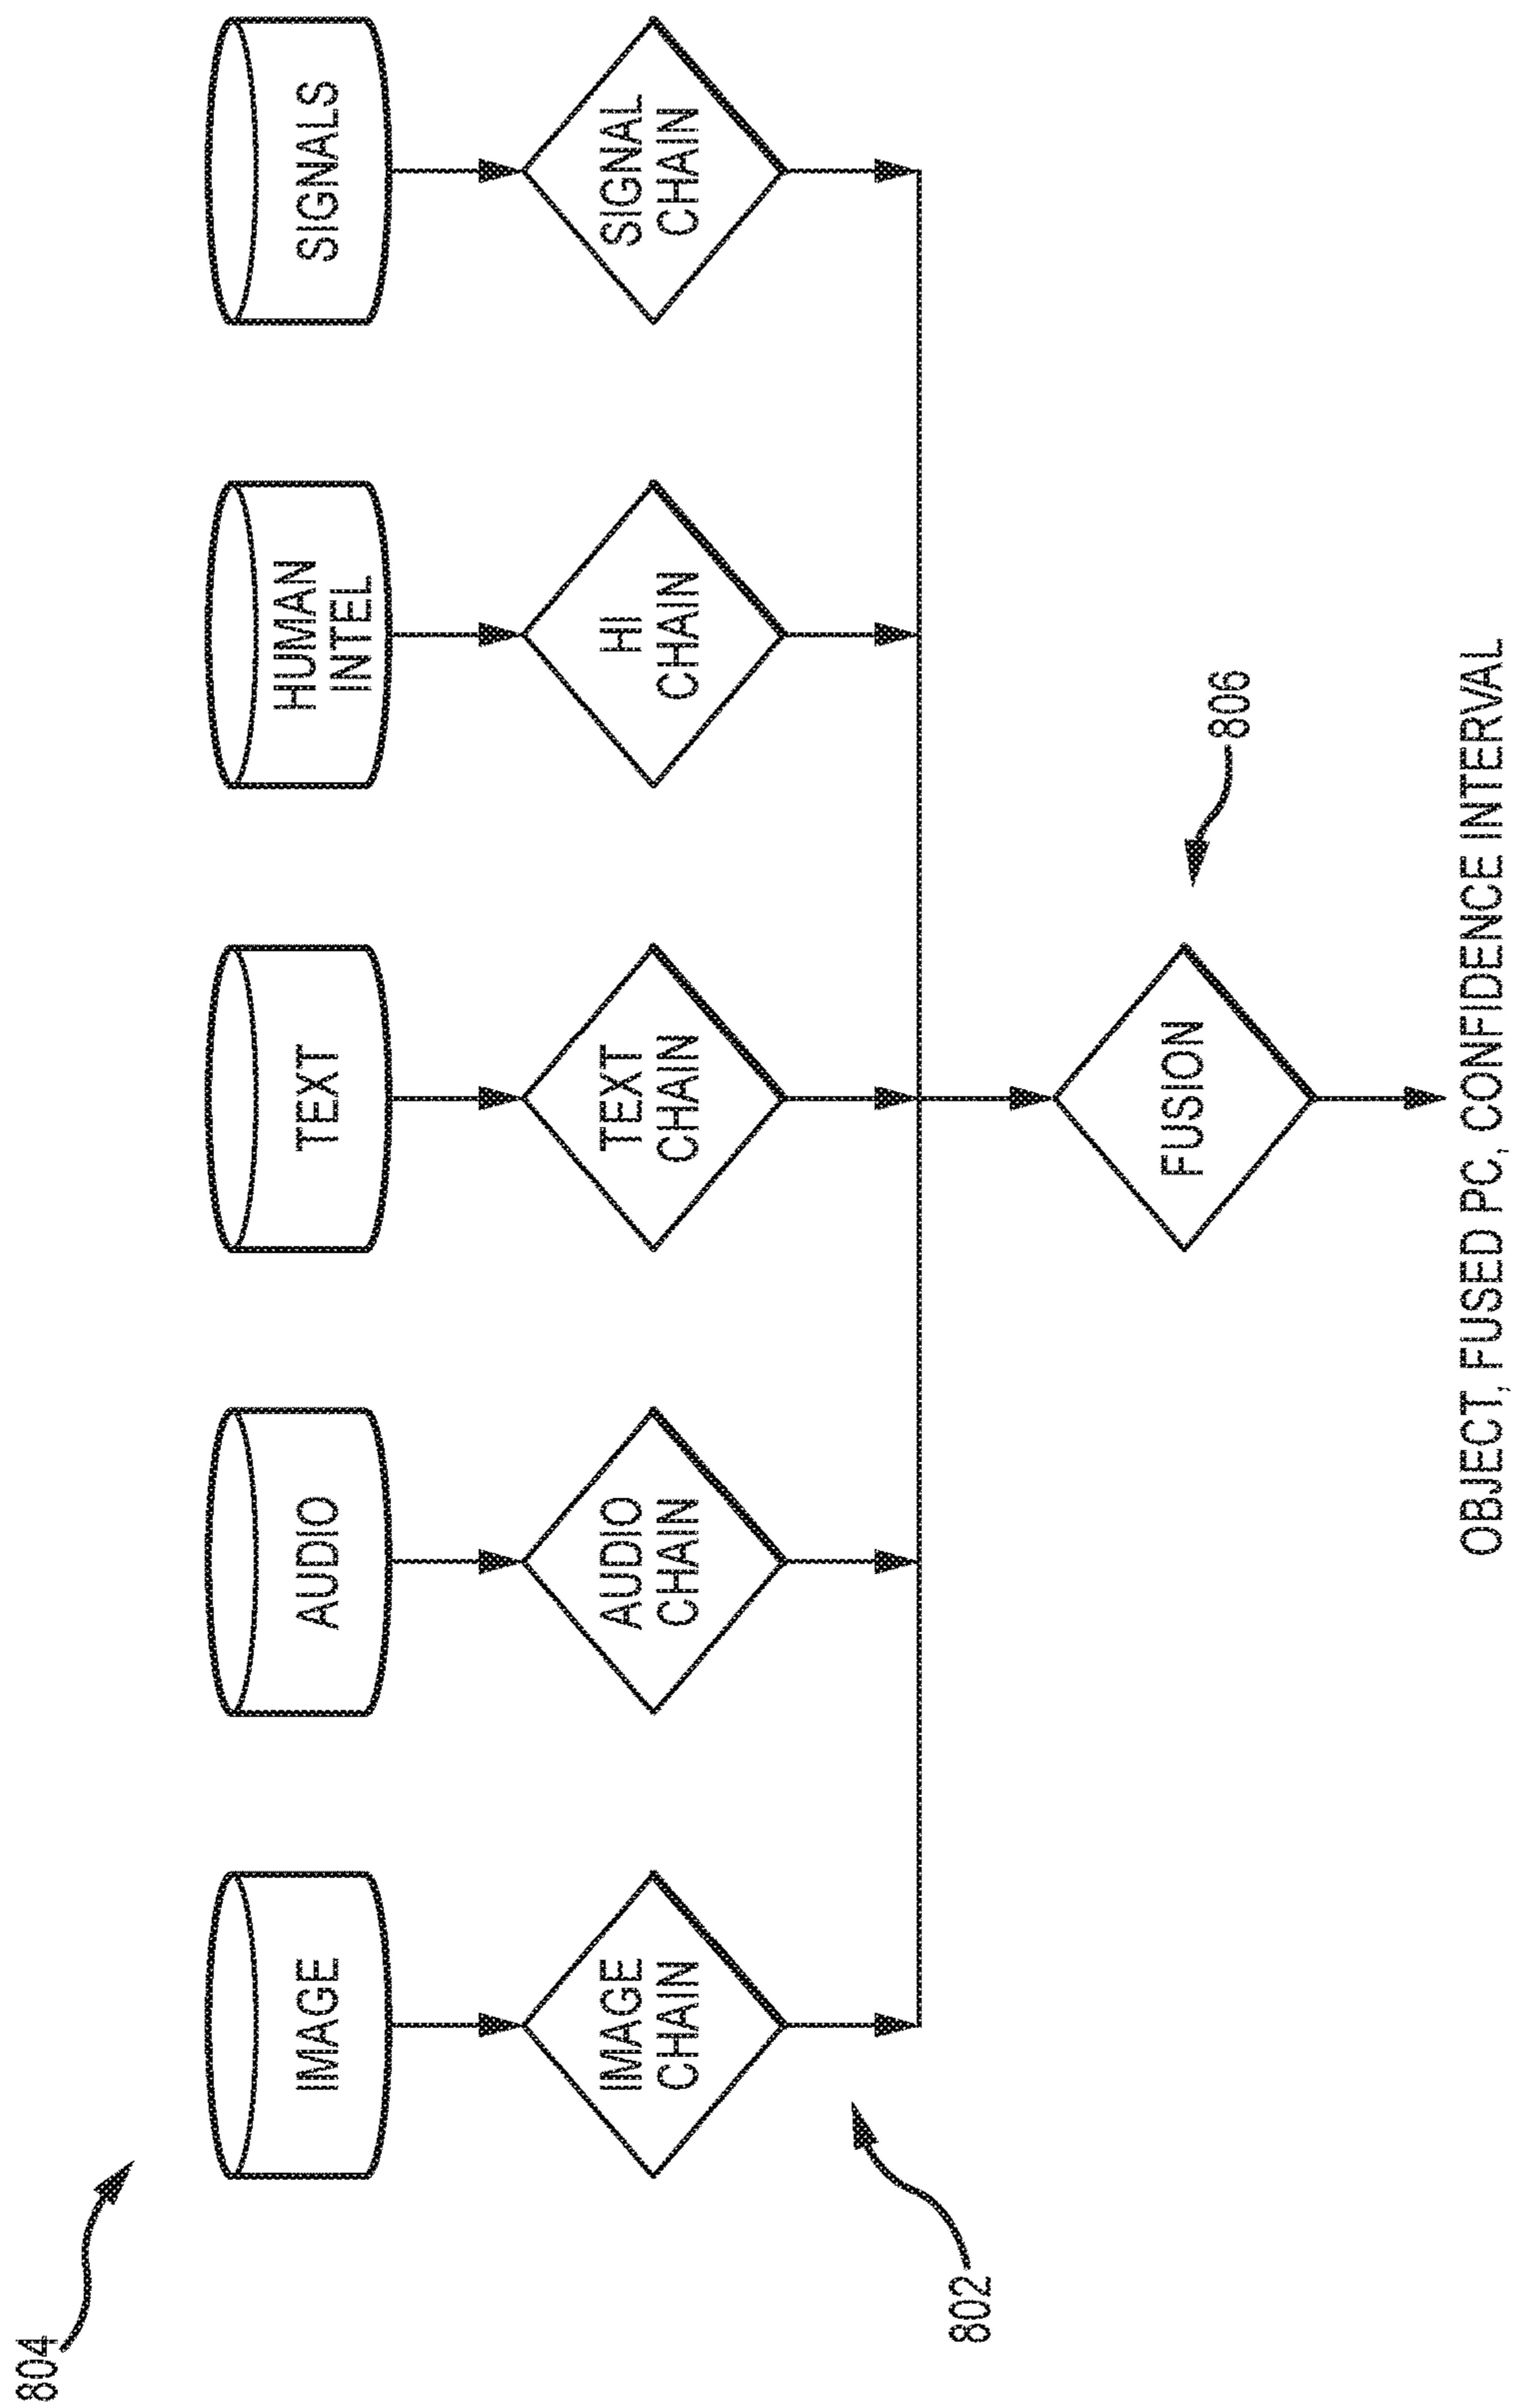 804
IMAGE
AUDIO
TEXT
HUMAN
INTEL
SIGNALS
IMAGE
CHAIN
AUDIO
CHAIN
TEXT
CHAIN
HI
CHAIN
SIGNAL
CHAIN
802
FUSION
806
OBJECT, FUSED PC, CONFIDENCE INTERVAL